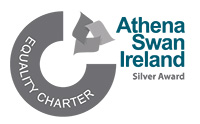 EQUALITY CHARTER
Athena
Swan
Ireland
Silver Award